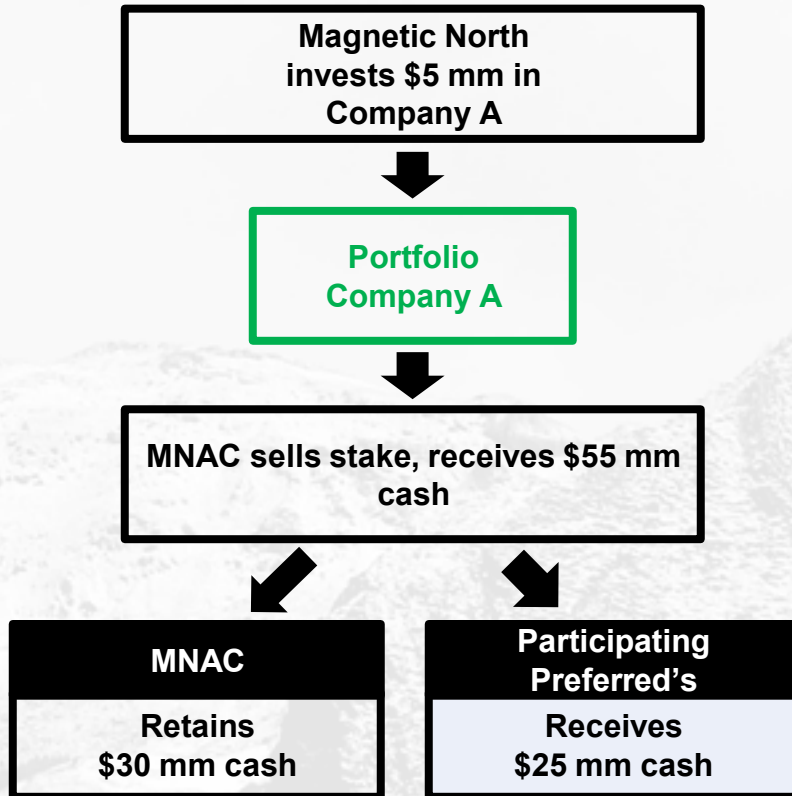 Magnetic North
invests $5 mm in
Company A
Portfolio
Company A
MNAC sells stake, receives $55 mm
cash
MNAC
Retains
$30 mm cash
Participating
Preferred's
Receives
$25 mm cash